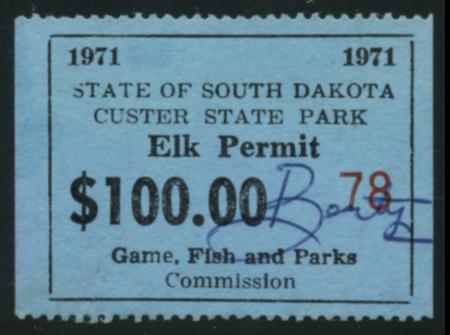 1971 1971
STATE OF SOUTH DAKOTA
CUSTER STATE PARK
Elk Permit
$100.00 78
Game, Fish and Parks
Commission